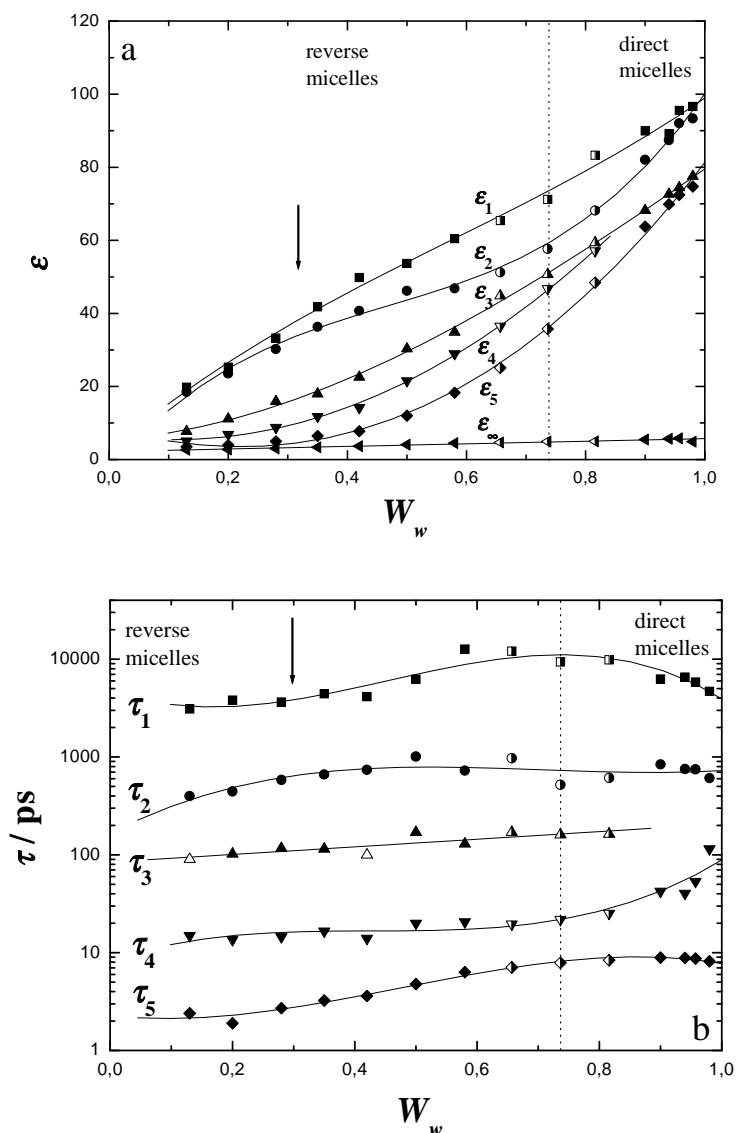 a
reverse
micelles
direct
micelles
120
100
80
60
40
20
0
ε
ε1
ε2
ε3
ε4
ε5
ε∞
0,0 0,2 0,4 0,6 0,8 1,0
Ww
reverse
micelles
direct
micelles
10000
1000
100
10
1
τ / ps
τ1
τ2
τ3
τ4
τ5
b
0,0 0,2 0,4 0,6 0,8 1,0
Ww